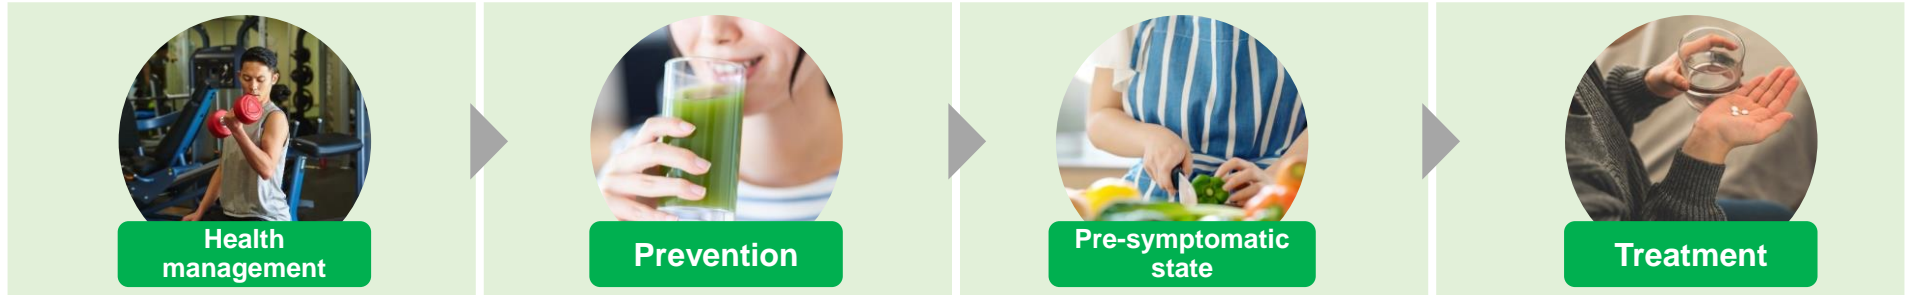 Health
management
Prevention
Pre-symptomatic
state
Treatment